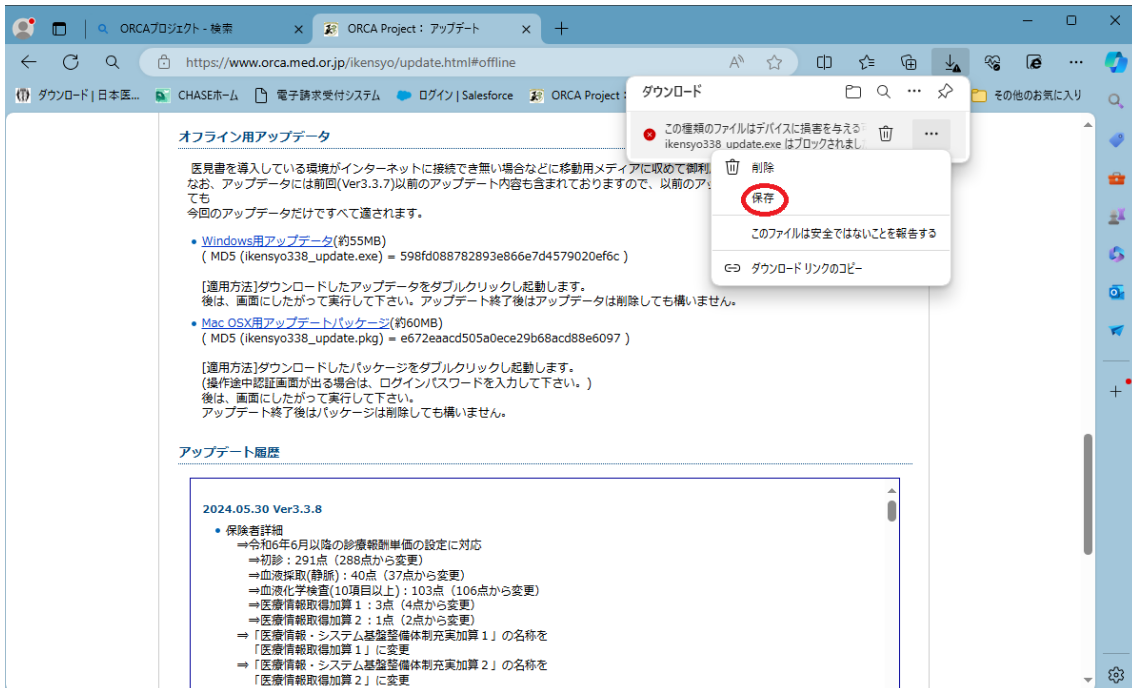 ORCAプロジェクト - 検索
ORCA Project： アップデート
https://www.orca.med.or.jp/ikensyo/update.html#offline
ダウンロード | 日本医...
CHASEホーム
電子請求受付システム
ログイン | Salesforce
ORCA Project：
その他のお気に入り
ダウンロード
この種類のファイルはデバイスに損害を与える
ikensyo338_update.exe はブロックされまし
削除
保存
このファイルは安全ではないことを報告する
ダウンロード リンクのコピー
オフライン用アップデータ
医見書を導入している環境がインターネットに接続でき無い場合などに移動用メディアに収めて御利
なお、アップデータには前回(Ver3.3.7)以前のアップデート内容も含まれておりますので、以前のアッ
ても
今回のアップデータだけですべて適されます。
• Windows用アップデータ(約55MB)
( MD5 (ikensyo338_update.exe) = 598fd088782893e866e7d4579020ef6c )
[適用方法]ダウンロードしたアップデータをダブルクリックし起動します。
後は、画面にしたがって実行して下さい。アップデート終了後はアップデータは削除しても構いません。
• Mac OSX用アップデートパッケージ(約60MB)
( MD5 (ikensyo338_update.pkg) = e672eaacd505a0ece29b68acd88e6097 )
[適用方法]ダウンロードしたパッケージをダブルクリックし起動します。
(操作途中認証画面が出る場合は、ログインパスワードを入力して下さい。)
後は、画面にしたがって実行して下さい。
アップデート終了後はパッケージは削除しても構いません。
アップデート履歴
2024.05.30 Ver3.3.8
• 保険者詳細
⇒令和6年6月以降の診療報酬単価の設定に対応
⇒初診：291点（288点から変更）
⇒血液採取(静脈)：40点（37点から変更）
⇒血液化学検査(10項目以上)：103点（106点から変更）
⇒医療情報取得加算１：3点（4点から変更）
⇒医療情報取得加算２：1点（2点から変更）
⇒「医療情報・システム基盤整備体制充実加算１」の名称を
「医療情報取得加算１」に変更
⇒「医療情報・システム基盤整備体制充実加算２」の名称を
「医療情報取得加算２」に変更